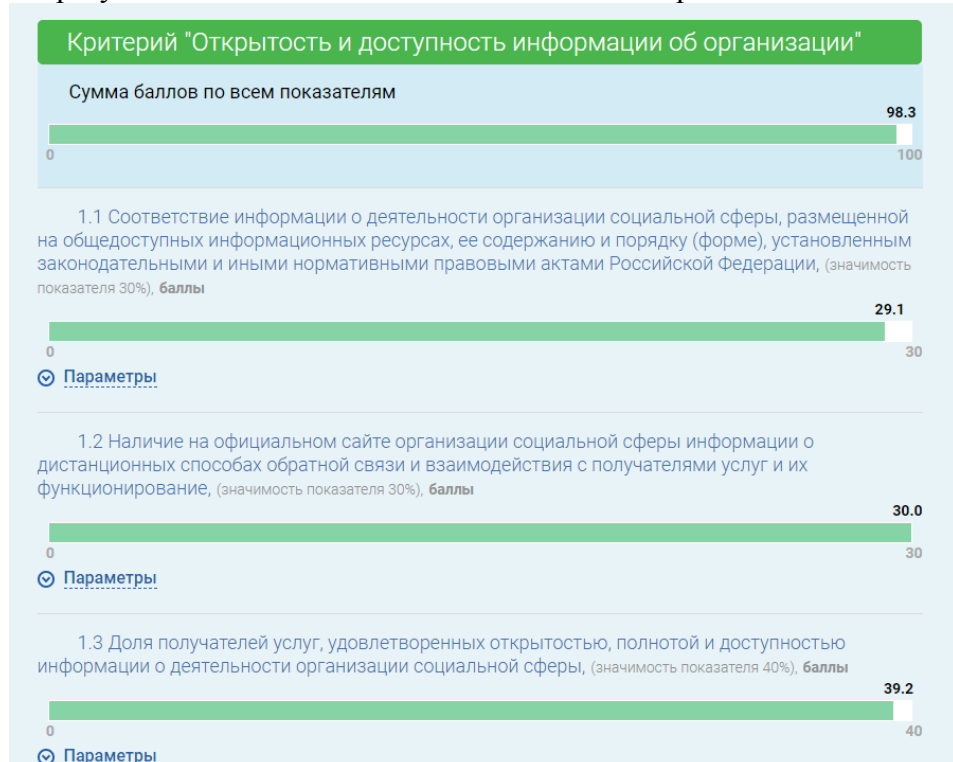 Критерий "Открытость и доступность информации об организации"
Сумма баллов по всем показателям
98.3
0
100
1.1 Соответствие информации о деятельности организации социальной сферы, размещенной
на общедоступных информационных ресурсах, ее содержанию и порядку (форме), установленным
законодательными и иными нормативными правовыми актами Российской Федерации, (значимость
показателя 30%), баллы
29.1
0
30
Параметры
1.2 Наличие на официальном сайте организации социальной сферы информации о
дистанционных способах обратной связи и взаимодействия с получателями услуг и их
функционирование, (значимость показателя 30%), баллы
30.0
0
30
Параметры
1.3 Доля получателей услуг, удовлетворенных открытостью, полнотой и доступностью
информации о деятельности организации социальной сферы, (значимость показателя 40%), баллы
39.2
0
40
Параметры